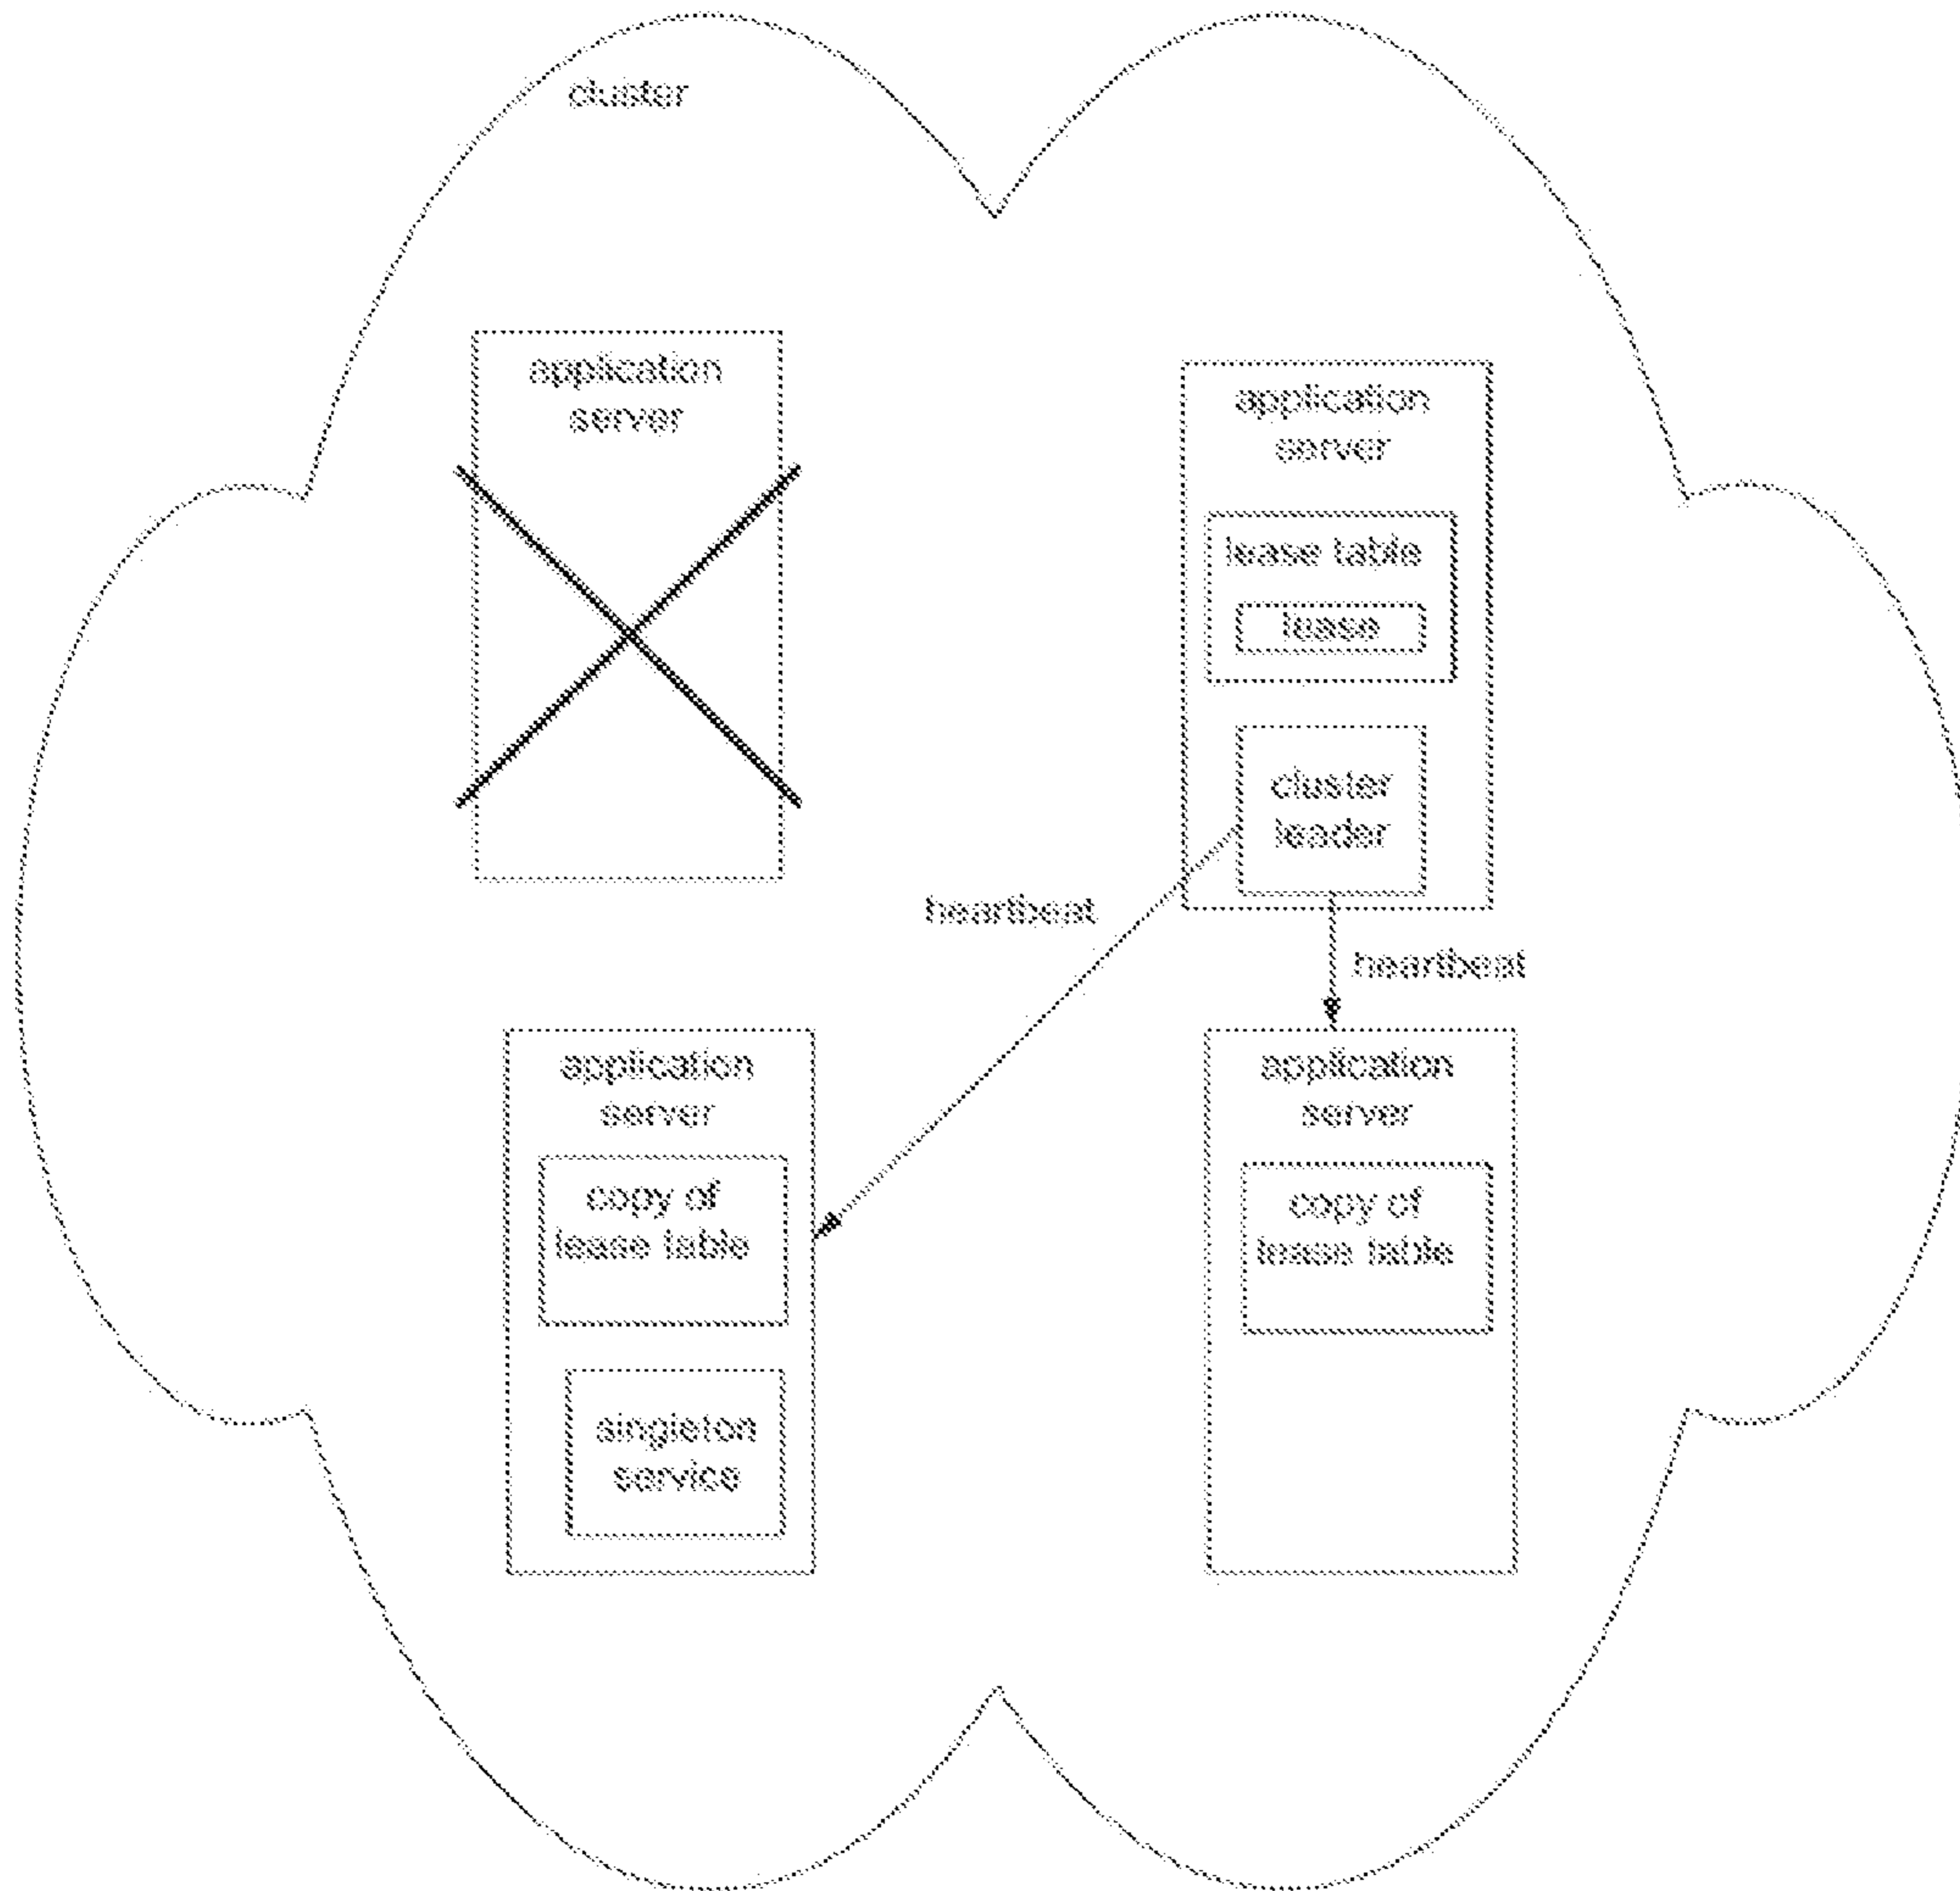 cluster
application
server
application
server
lease table
lease
cluster
leader
heartbeat
heartbeat
application
server
copy of
lease table
singleton
service
application
server
copy of
lease table